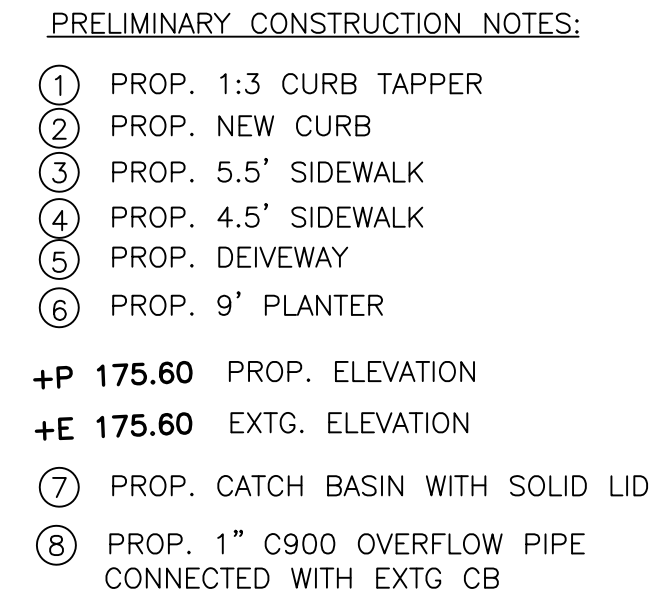 PRELIMINARY CONSTRUCTION NOTES:
1 PROP. 1:3 CURB TAPPER
2 PROP. NEW CURB
3 PROP. 5.5' SIDEWALK
4 PROP. 4.5' SIDEWALK
5 PROP. DEIVEWAY
6 PROP. 9' PLANTER
+P 175.60 PROP. ELEVATION
+E 175.60 EXTG. ELEVATION
7 PROP. CATCH BASIN WITH SOLID LID
8 PROP. 1" C900 OVERFLOW PIPE
CONNECTED WITH EXTG CB